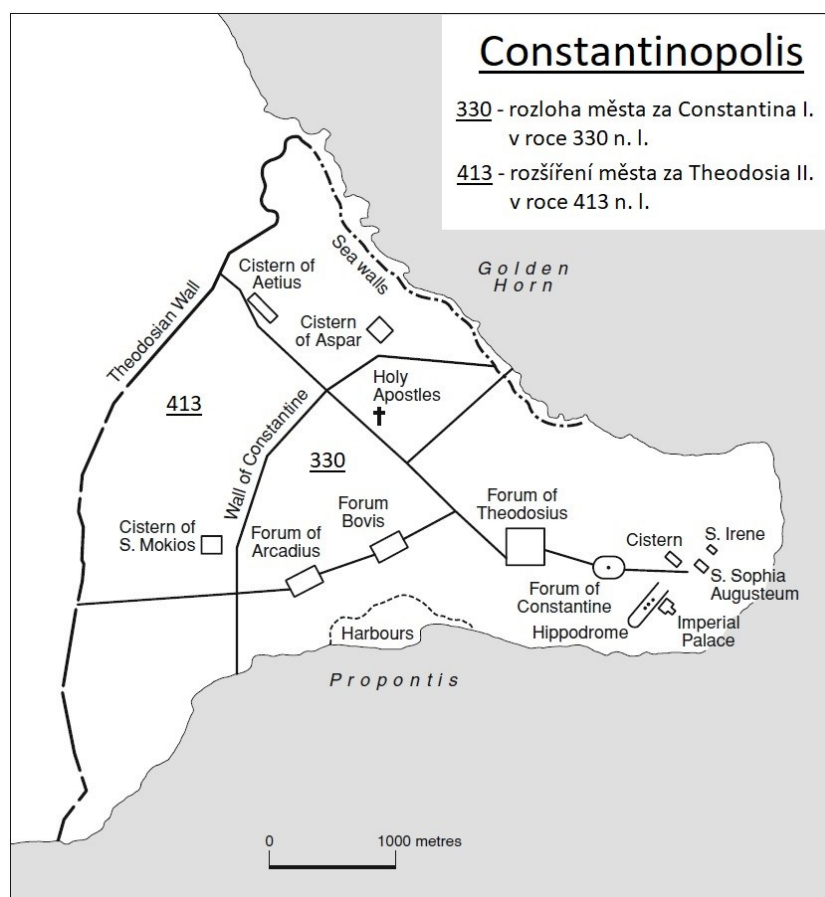 Constantinopolis
330 - rozloha města za Constantina I.
v roce 330 n. l.
413 - rozšíření města za Theodosia II.
v roce 413 n. l.
Golden
Horn
Sea walls
Cistern of
Aetius
Theodosian Wall
Cistern
of Aspar
Holy
Apostles
413
Wall of Constantine
330
Forum
Bovis
Forum of
Theodosius
Cistern of
S. Mokios
Forum of
Arcadius
Cistern
S. Irene
S. Sophia
Augusteum
Forum of
Constantine
Hippodrome
Imperial
Palace
Harbours
Propontis
0 1000 metres